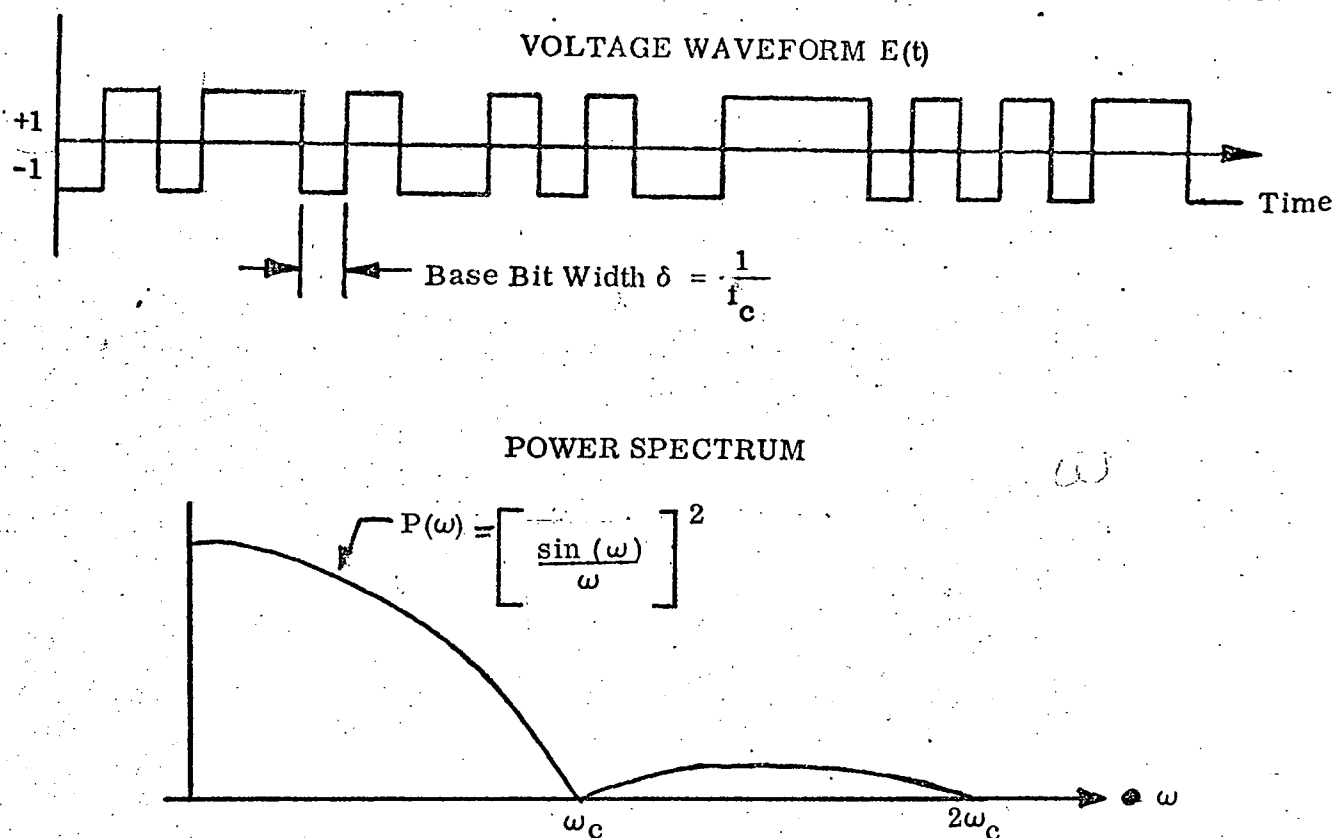 VOLTAGE WAVEFORM E(t)
+1
-1
Time
Base Bit Width δ = 1/f_c
POWER SPECTRUM
ω
P(ω) = [ sin (ω) / ω ]²
ω
ω_c
2ω_c